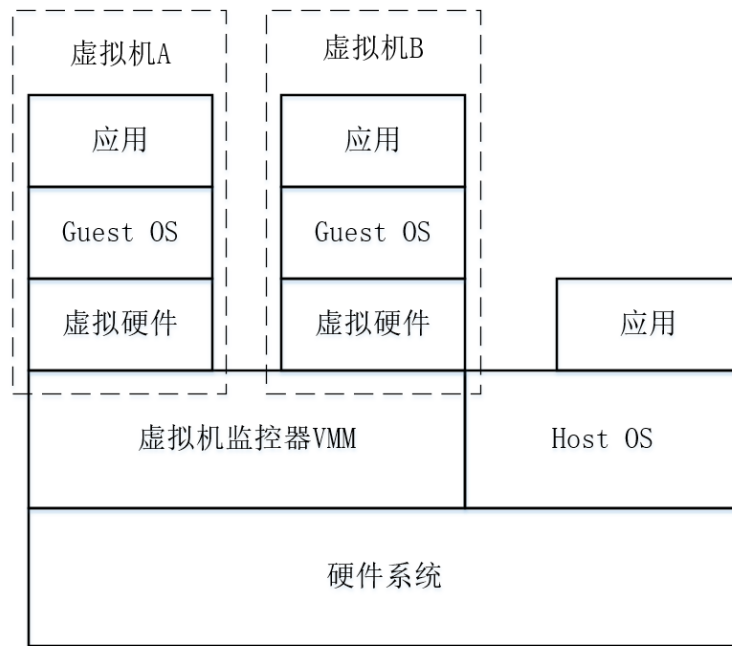 虚拟机A
虚拟机B
应用
应用
Guest OS
Guest OS
虚拟硬件
虚拟硬件
应用
虚拟机监控器VMM
Host OS
硬件系统